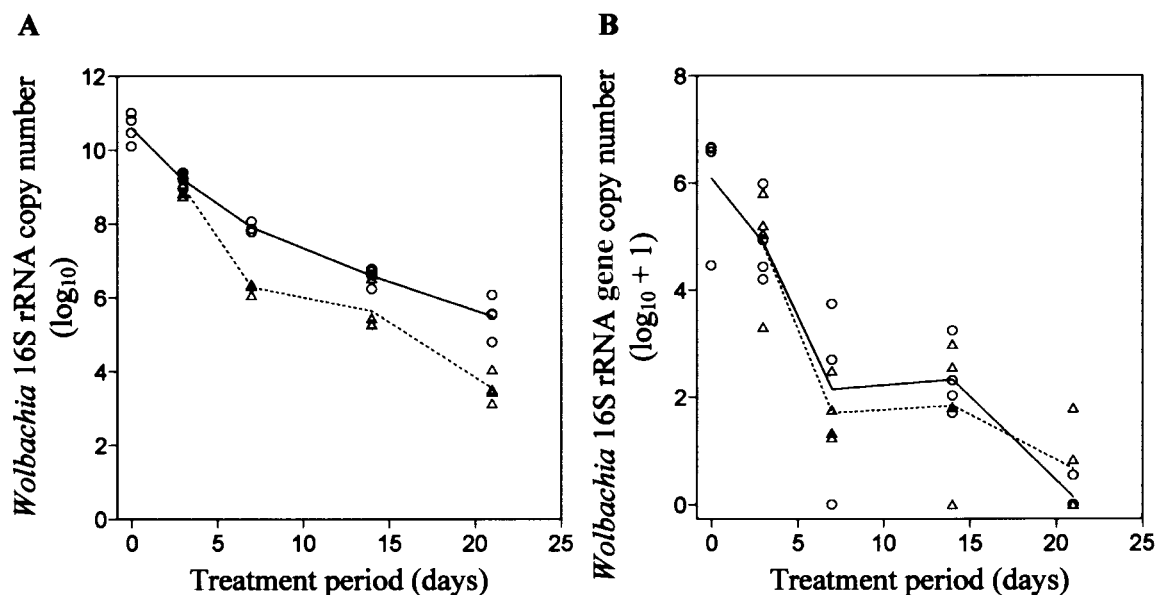 A
Wolbachia 16S rRNA copy number
(log10)
12
10
8
6
4
2
0
0 5 10 15 20 25
Treatment period (days)
B
Wolbachia 16S rRNA gene copy number
(log10 + 1)
8
6
4
2
0
0 5 10 15 20 25
Treatment period (days)